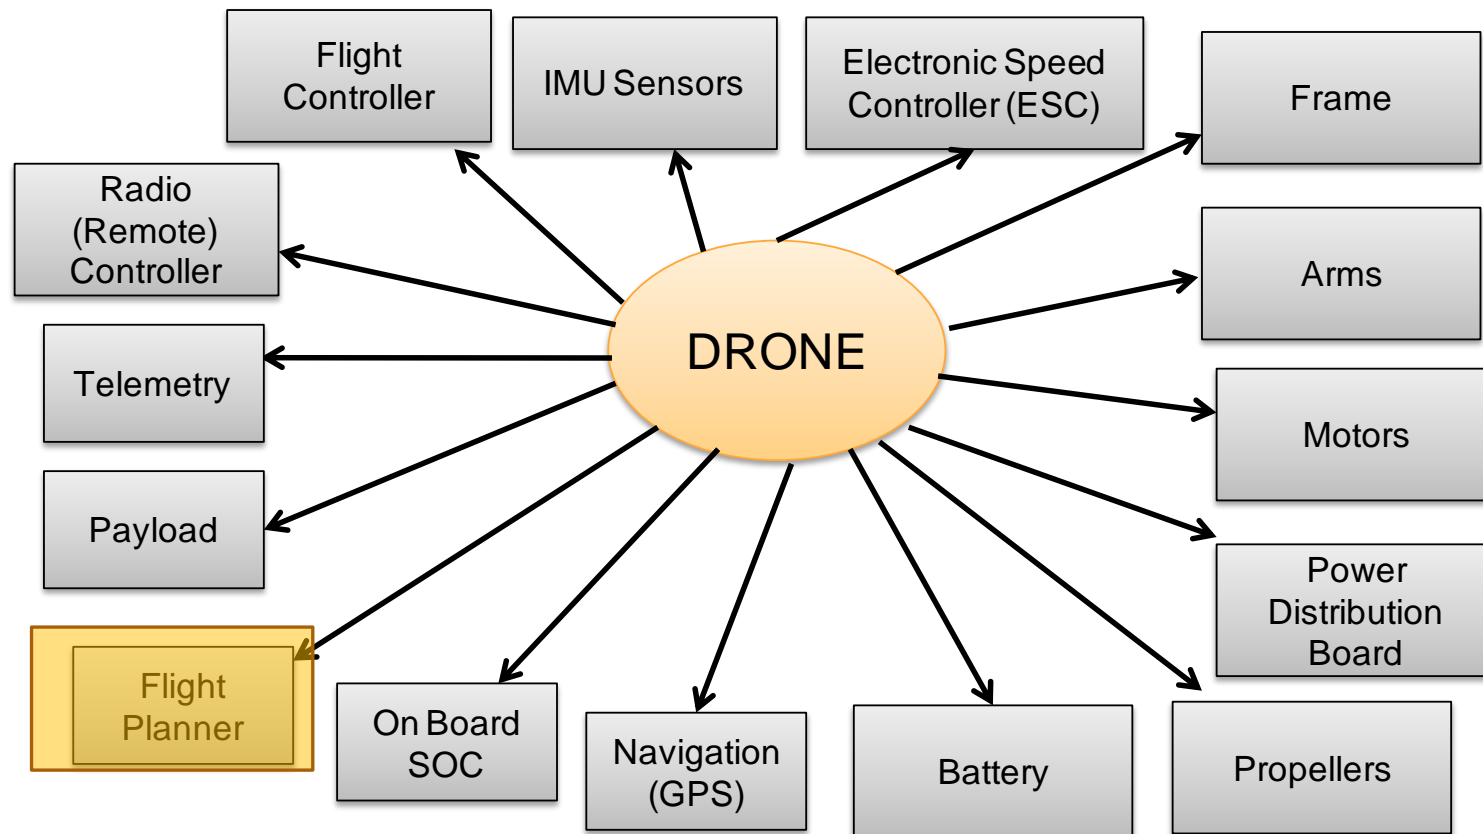 Flight
Controller
IMU Sensors
Electronic Speed
Controller (ESC)
Frame
Radio
(Remote)
Controller
Arms
DRONE
Telemetry
Motors
Payload
Power
Distribution
Board
Flight
Planner
On Board
SOC
Navigation
(GPS)
Battery
Propellers